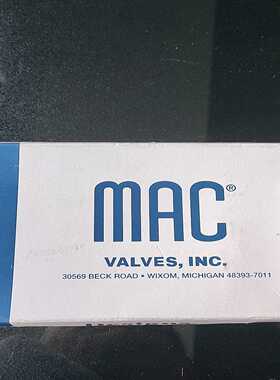 MAC®
VALVES, INC.
30569 BECK ROAD • WIXOM, MICHIGAN 48393-7011